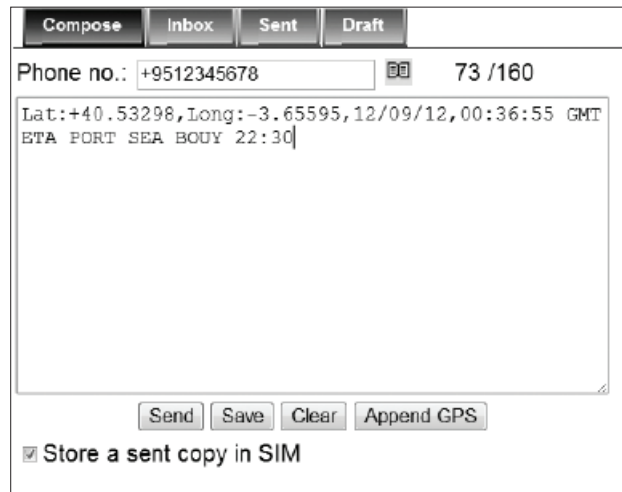 Compose Inbox Sent Draft
Phone no.: +9512345678 73 /160
Lat:+40.53298,Long:-3.65595,12/09/12,00:36:55 GMT
ETA PORT SEA BOUY 22:30
Send Save Clear Append GPS
Store a sent copy in SIM